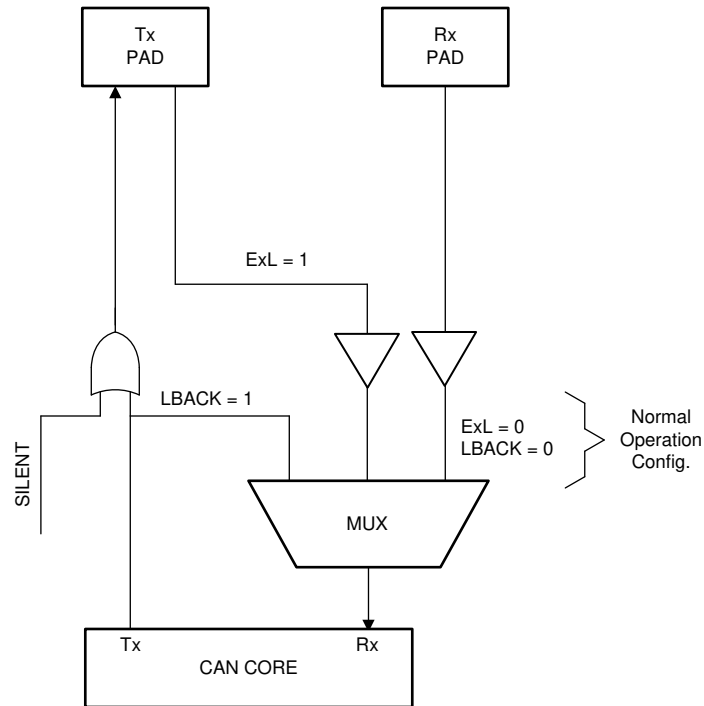 Tx
PAD
Rx
PAD
ExL = 1
LBACK = 1
ExL = 0
LBACK = 0
Normal
Operation
Config.
SILENT
MUX
Tx
Rx
CAN CORE